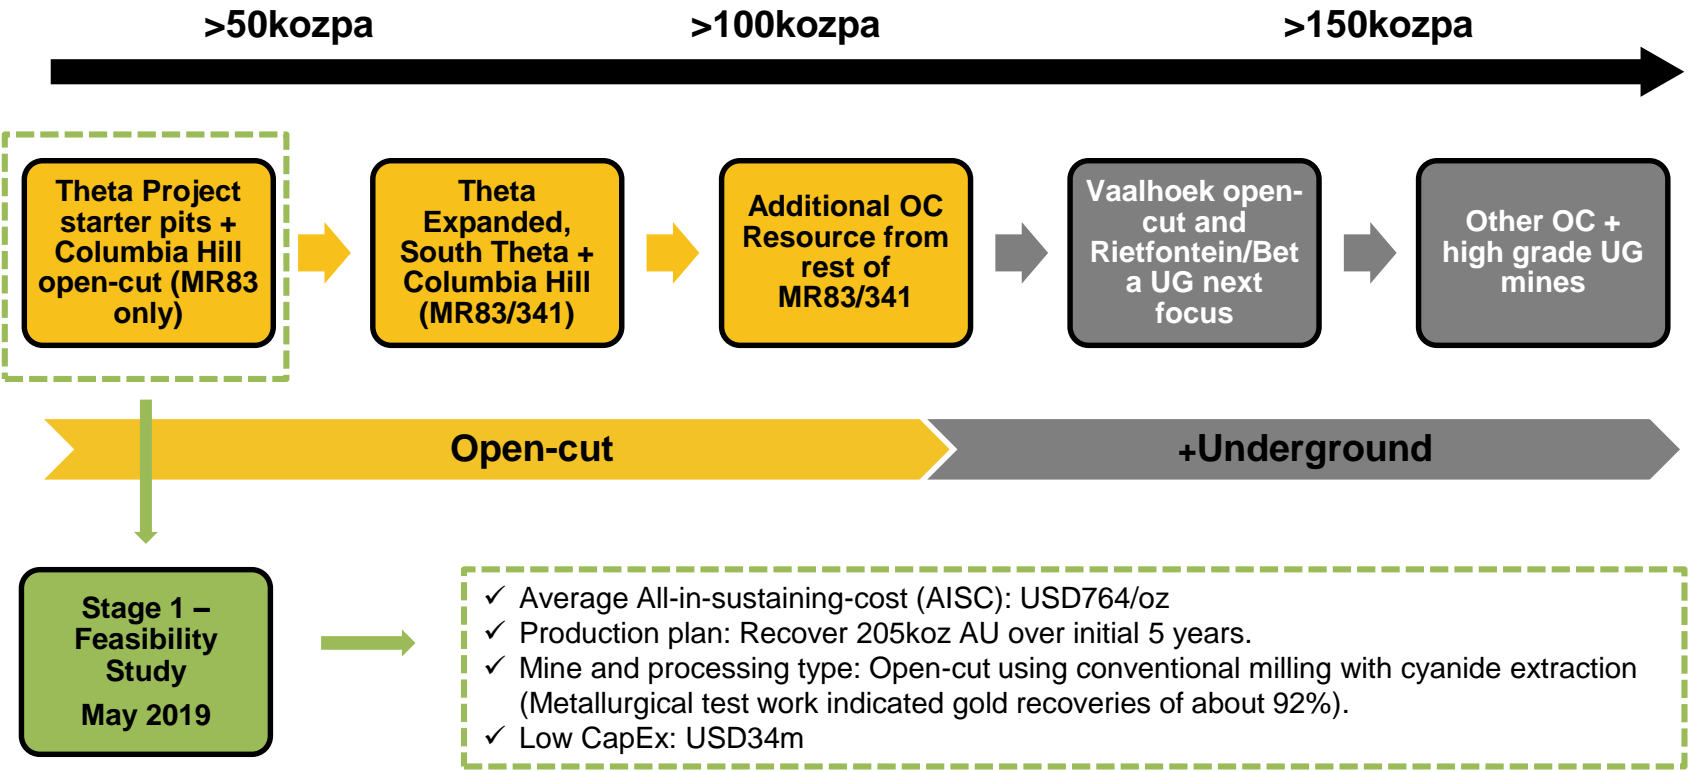 >50kozpa
>100kozpa
>150kozpa
Theta Project
starter pits +
Columbia Hill
open-cut (MR83
only)
Theta
Expanded,
South Theta +
Columbia Hill
(MR83/341)
Additional OC
Resource from
rest of
MR83/341
Vaalhoek open-
cut and
Rietfontein/Bet
a UG next
focus
Other OC +
high grade UG
mines
Open-cut
+Underground
Stage 1 –
Feasibility
Study
May 2019
✓ Average All-in-sustaining-cost (AISC): USD764/oz
✓ Production plan: Recover 205koz AU over initial 5 years.
✓ Mine and processing type: Open-cut using conventional milling with cyanide extraction
(Metallurgical test work indicated gold recoveries of about 92%).
✓ Low CapEx: USD34m